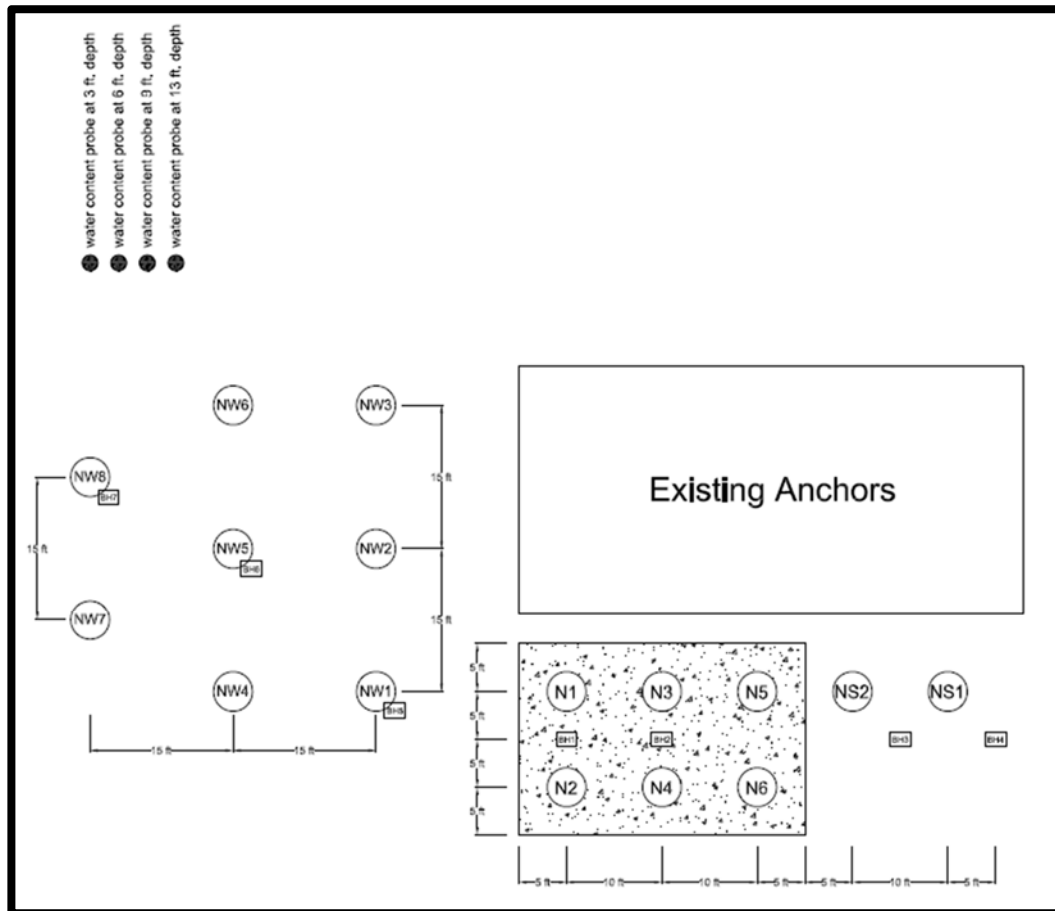 water content probe at 3 ft. depth
water content probe at 6 ft. depth
water content probe at 9 ft. depth
water content probe at 13 ft. depth
NW6
NW3
15 ft
NW8
BH7
Existing Anchors
15 ft
NW5
BH6
NW2
NW7
15 ft
NW4
NW1
BH5
15 ft
15 ft
5 ft
N1
N3
N5
NS2
NS1
5 ft
BH1
BH2
BH3
BH4
5 ft
N2
N4
N6
5 ft
5 ft
10 ft
10 ft
5 ft
5 ft
10 ft
5 ft